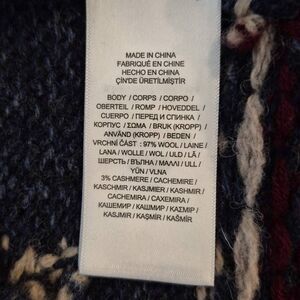 MADE IN CHINA
FABRIQUÉ EN CHINE
HECHO EN CHINA
ÇİN'DE ÜRETİLMİŞTİR
BODY / CORPS / CORPO /
OBERTEIL / ROMP / HOVEDDEL /
CUERPO / ПЕРЕД И СПИНКА /
КОРПУС / ΣΩΜΑ / BRUK (KROPP) /
ANVÄND (KROPP) / BEDEN /
VRCHNÍ ČÁST : 97% WOOL / LAINE /
LANA / WOLLE / WOL / ULD / LÃ /
ШЕРСТЬ / ВЪЛНА / ΜΑΛΛΙ / ULL /
YÜN / VLNA
3% CASHMERE / CACHEMIRE /
KASCHMIR / KASJMIER / KASHMIR /
CACHEMIRA / CAXEMIRA /
КАШЕМИР / КАШМИР / ΚΑΣΜΙΡ /
KASJMIR / KAŞMİR / KAŠMÍR